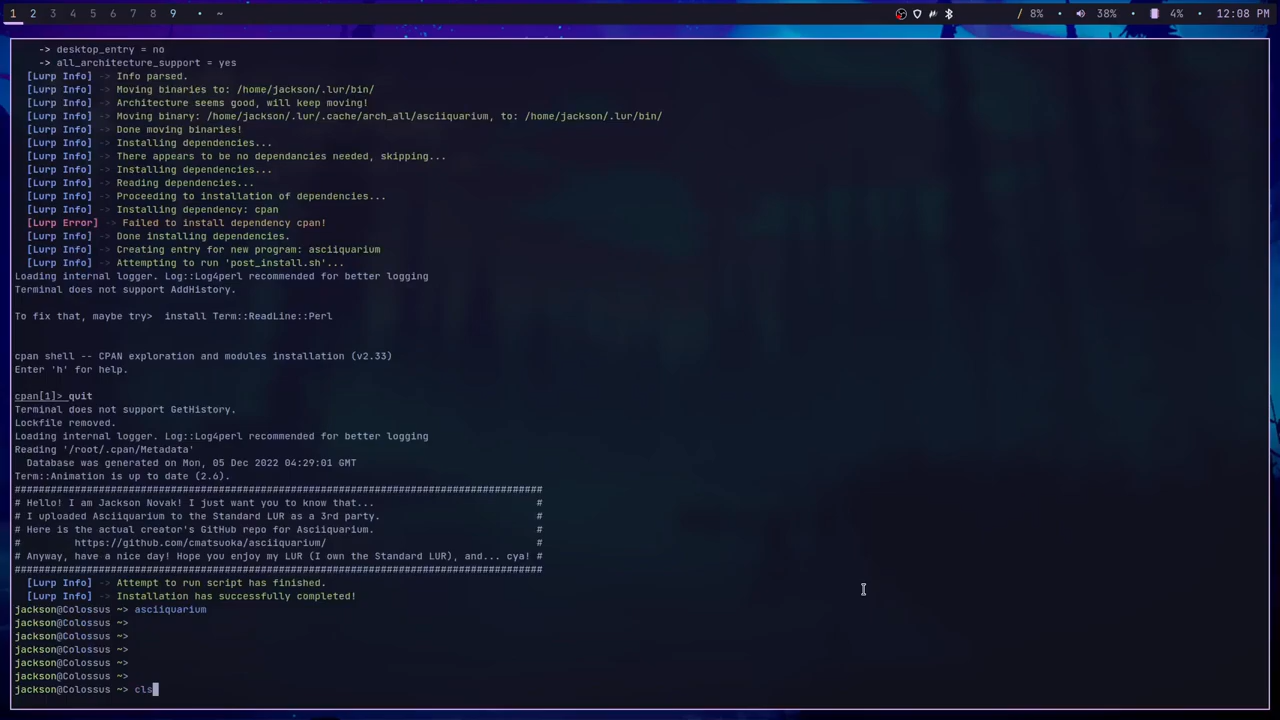 1 2 3 4 5 6 7 8 9 • ~ / 8% • 38% • 4% • 12:08 PM
-> desktop_entry = no
-> all_architecture_support = yes
[Lurp Info] -> Info parsed.
[Lurp Info] -> Moving binaries to: /home/jackson/.lur/bin/
[Lurp Info] -> Architecture seems good, will keep moving!
[Lurp Info] -> Moving binary: /home/jackson/.lur/.cache/arch_all/asciiquarium, to: /home/jackson/.lur/bin/
[Lurp Info] -> Done moving binaries!
[Lurp Info] -> Installing dependencies...
[Lurp Info] -> There appears to be no dependancies needed, skipping...
[Lurp Info] -> Installing dependencies...
[Lurp Info] -> Reading dependencies...
[Lurp Info] -> Proceeding to installation of dependencies...
[Lurp Info] -> Installing dependency: cpan
[Lurp Error] -> Failed to install dependency cpan!
[Lurp Info] -> Done installing dependencies.
[Lurp Info] -> Creating entry for new program: asciiquarium
[Lurp Info] -> Attempting to run 'post_install.sh'...
Loading internal logger. Log::Log4perl recommended for better logging
Terminal does not support AddHistory.
To fix that, maybe try>  install Term::ReadLine::Perl
cpan shell -- CPAN exploration and modules installation (v2.33)
Enter 'h' for help.
cpan[1]> quit
Terminal does not support GetHistory.
Lockfile removed.
Loading internal logger. Log::Log4perl recommended for better logging
Reading '/root/.cpan/Metadata'
Database was generated on Mon, 05 Dec 2022 04:29:01 GMT
Term::Animation is up to date (2.6).
########################################################################################
# Hello! I am Jackson Novak! I just want you to know that... #
# I uploaded Asciiquarium to the Standard LUR as a 3rd party. #
# Here is the actual creator's GitHub repo for Asciiquarium. #
# https://github.com/cmatsuoka/asciiquarium/ #
# Anyway, have a nice day! Hope you enjoy my LUR (I own the Standard LUR), and... cya! #
########################################################################################
[Lurp Info] -> Attempt to run script has finished.
[Lurp Info] -> Installation has successfully completed!
jackson@Colossus ~> asciiquarium
jackson@Colossus ~>
jackson@Colossus ~>
jackson@Colossus ~>
jackson@Colossus ~>
jackson@Colossus ~>
jackson@Colossus ~> cls